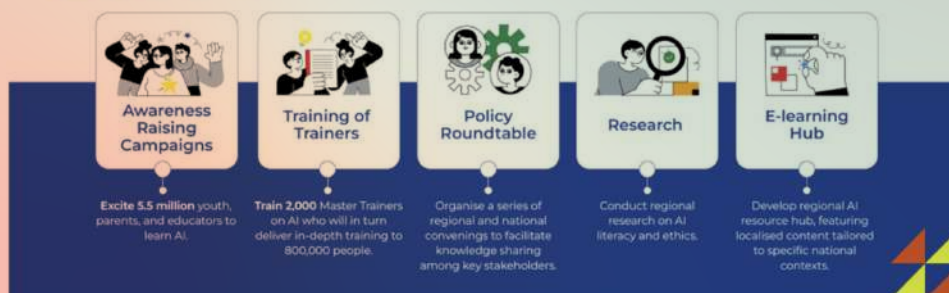 Awareness
Raising
Campaigns
Excite 5.5 million youth,
parents, and educators to
learn AI.
Training of
Trainers
Train 2,000 Master Trainers
on AI who will in turn
deliver in-depth training to
800,000 people.
Policy
Roundtable
Organise a series of
regional and national
convenings to facilitate
knowledge sharing
among key stakeholders.
Research
Conduct regional
research on AI
literacy and ethics.
E-learning
Hub
Develop regional AI
resource hub, featuring
localised content tailored
to specific national
contexts.